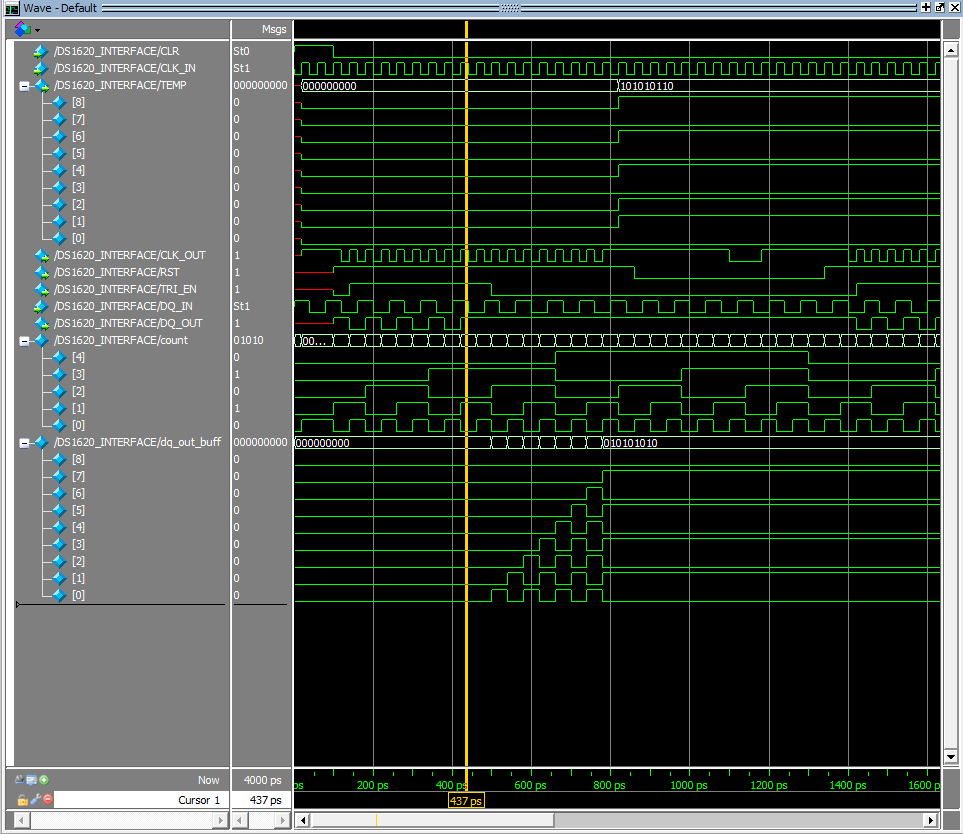 Wave - Default
Msgs
/DS1620_INTERFACE/CLR St0
/DS1620_INTERFACE/CLK_IN St1
/DS1620_INTERFACE/TEMP 000000000 000000000 101010110
[8] 0
[7] 0
[6] 0
[5] 0
[4] 0
[3] 0
[2] 0
[1] 0
[0] 0
/DS1620_INTERFACE/CLK_OUT 1
/DS1620_INTERFACE/RST 1
/DS1620_INTERFACE/TRI_EN 1
/DS1620_INTERFACE/DQ_IN St1
/DS1620_INTERFACE/DQ_OUT 1
/DS1620_INTERFACE/count 01010 00...
[4] 0
[3] 1
[2] 0
[1] 1
[0] 0
/DS1620_INTERFACE/dq_out_buff 000000000 000000000 010101010
[8] 0
[7] 0
[6] 0
[5] 0
[4] 0
[3] 0
[2] 0
[1] 0
[0] 0
Now 4000 ps ps 200 ps 400 ps 600 ps 800 ps 1000 ps 1200 ps 1400 ps 1600 p
Cursor 1 437 ps 437 ps